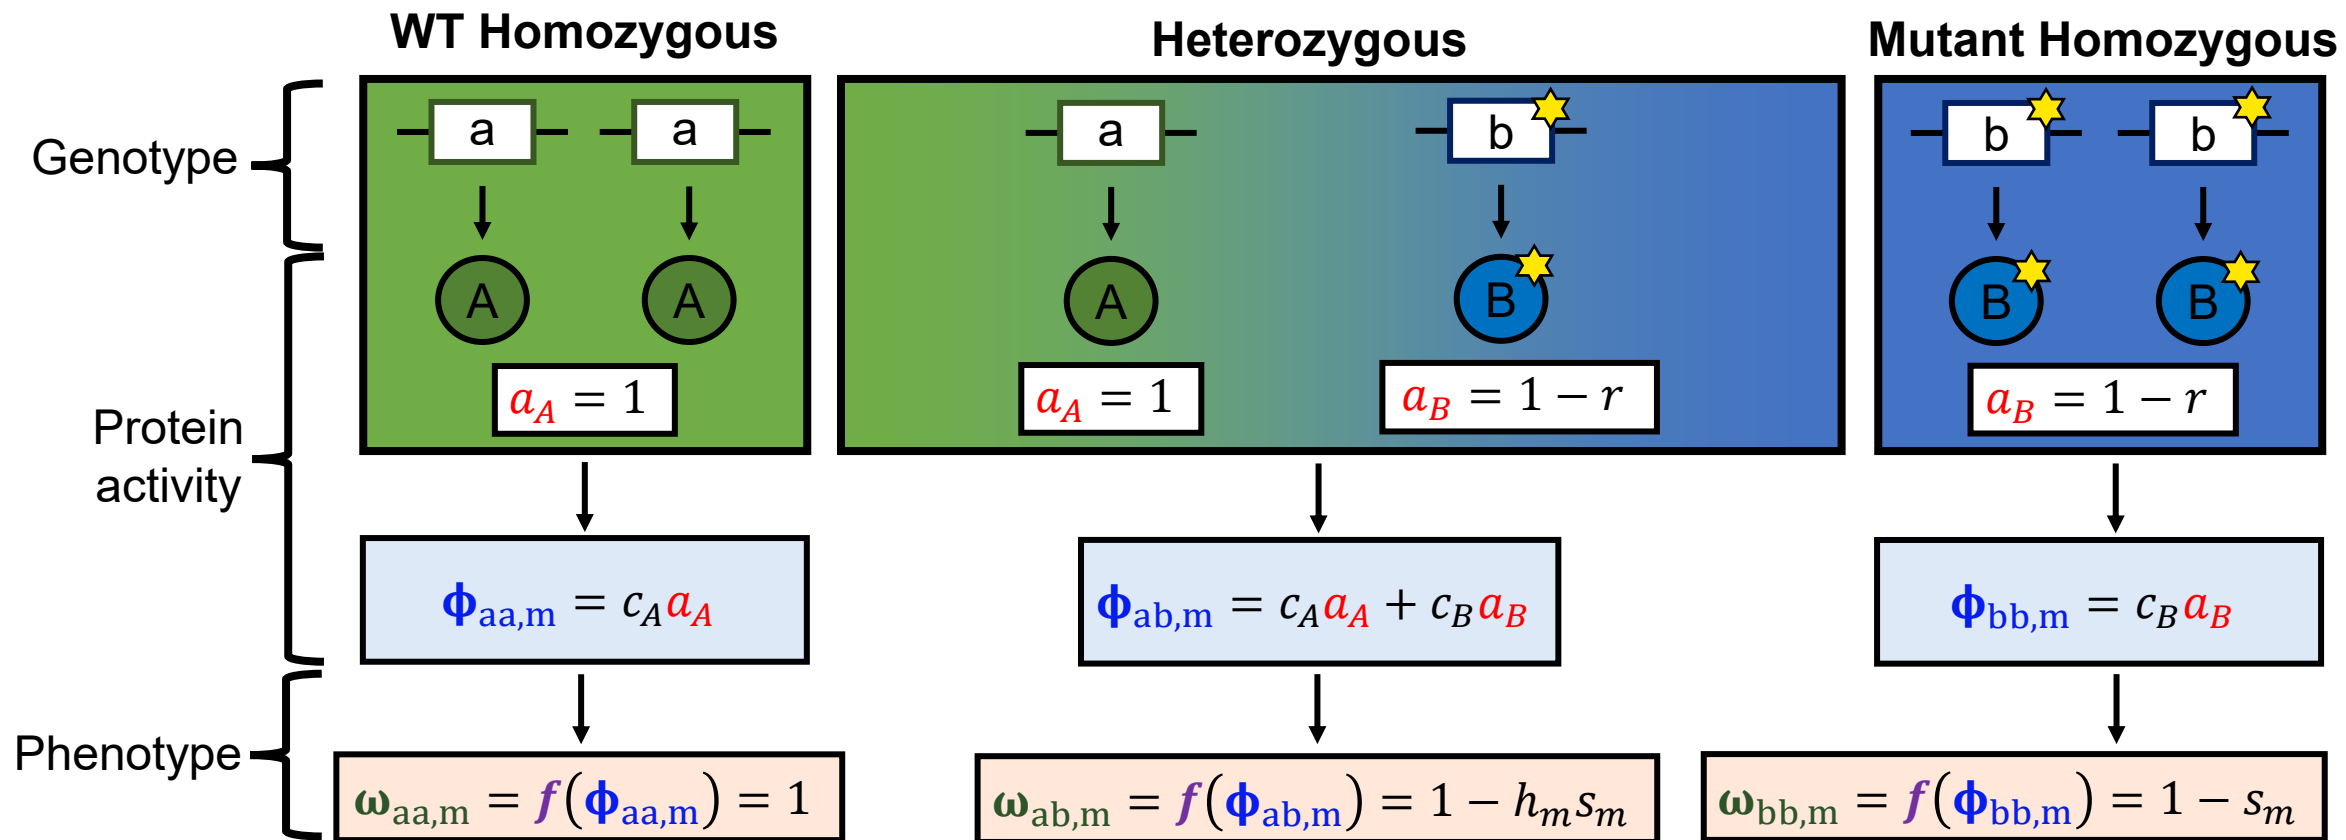 WT Homozygous
Heterozygous
Mutant Homozygous
Genotype
a a
a b
b b
A A
A B
B B
a_A = 1
a_A = 1
a_B = 1 − r
a_B = 1 − r
Protein
activity
ϕ_aa,m = c_A a_A
ϕ_ab,m = c_A a_A + c_B a_B
ϕ_bb,m = c_B a_B
Phenotype
ω_aa,m = f(ϕ_aa,m) = 1
ω_ab,m = f(ϕ_ab,m) = 1 − h_m s_m
ω_bb,m = f(ϕ_bb,m) = 1 − s_m